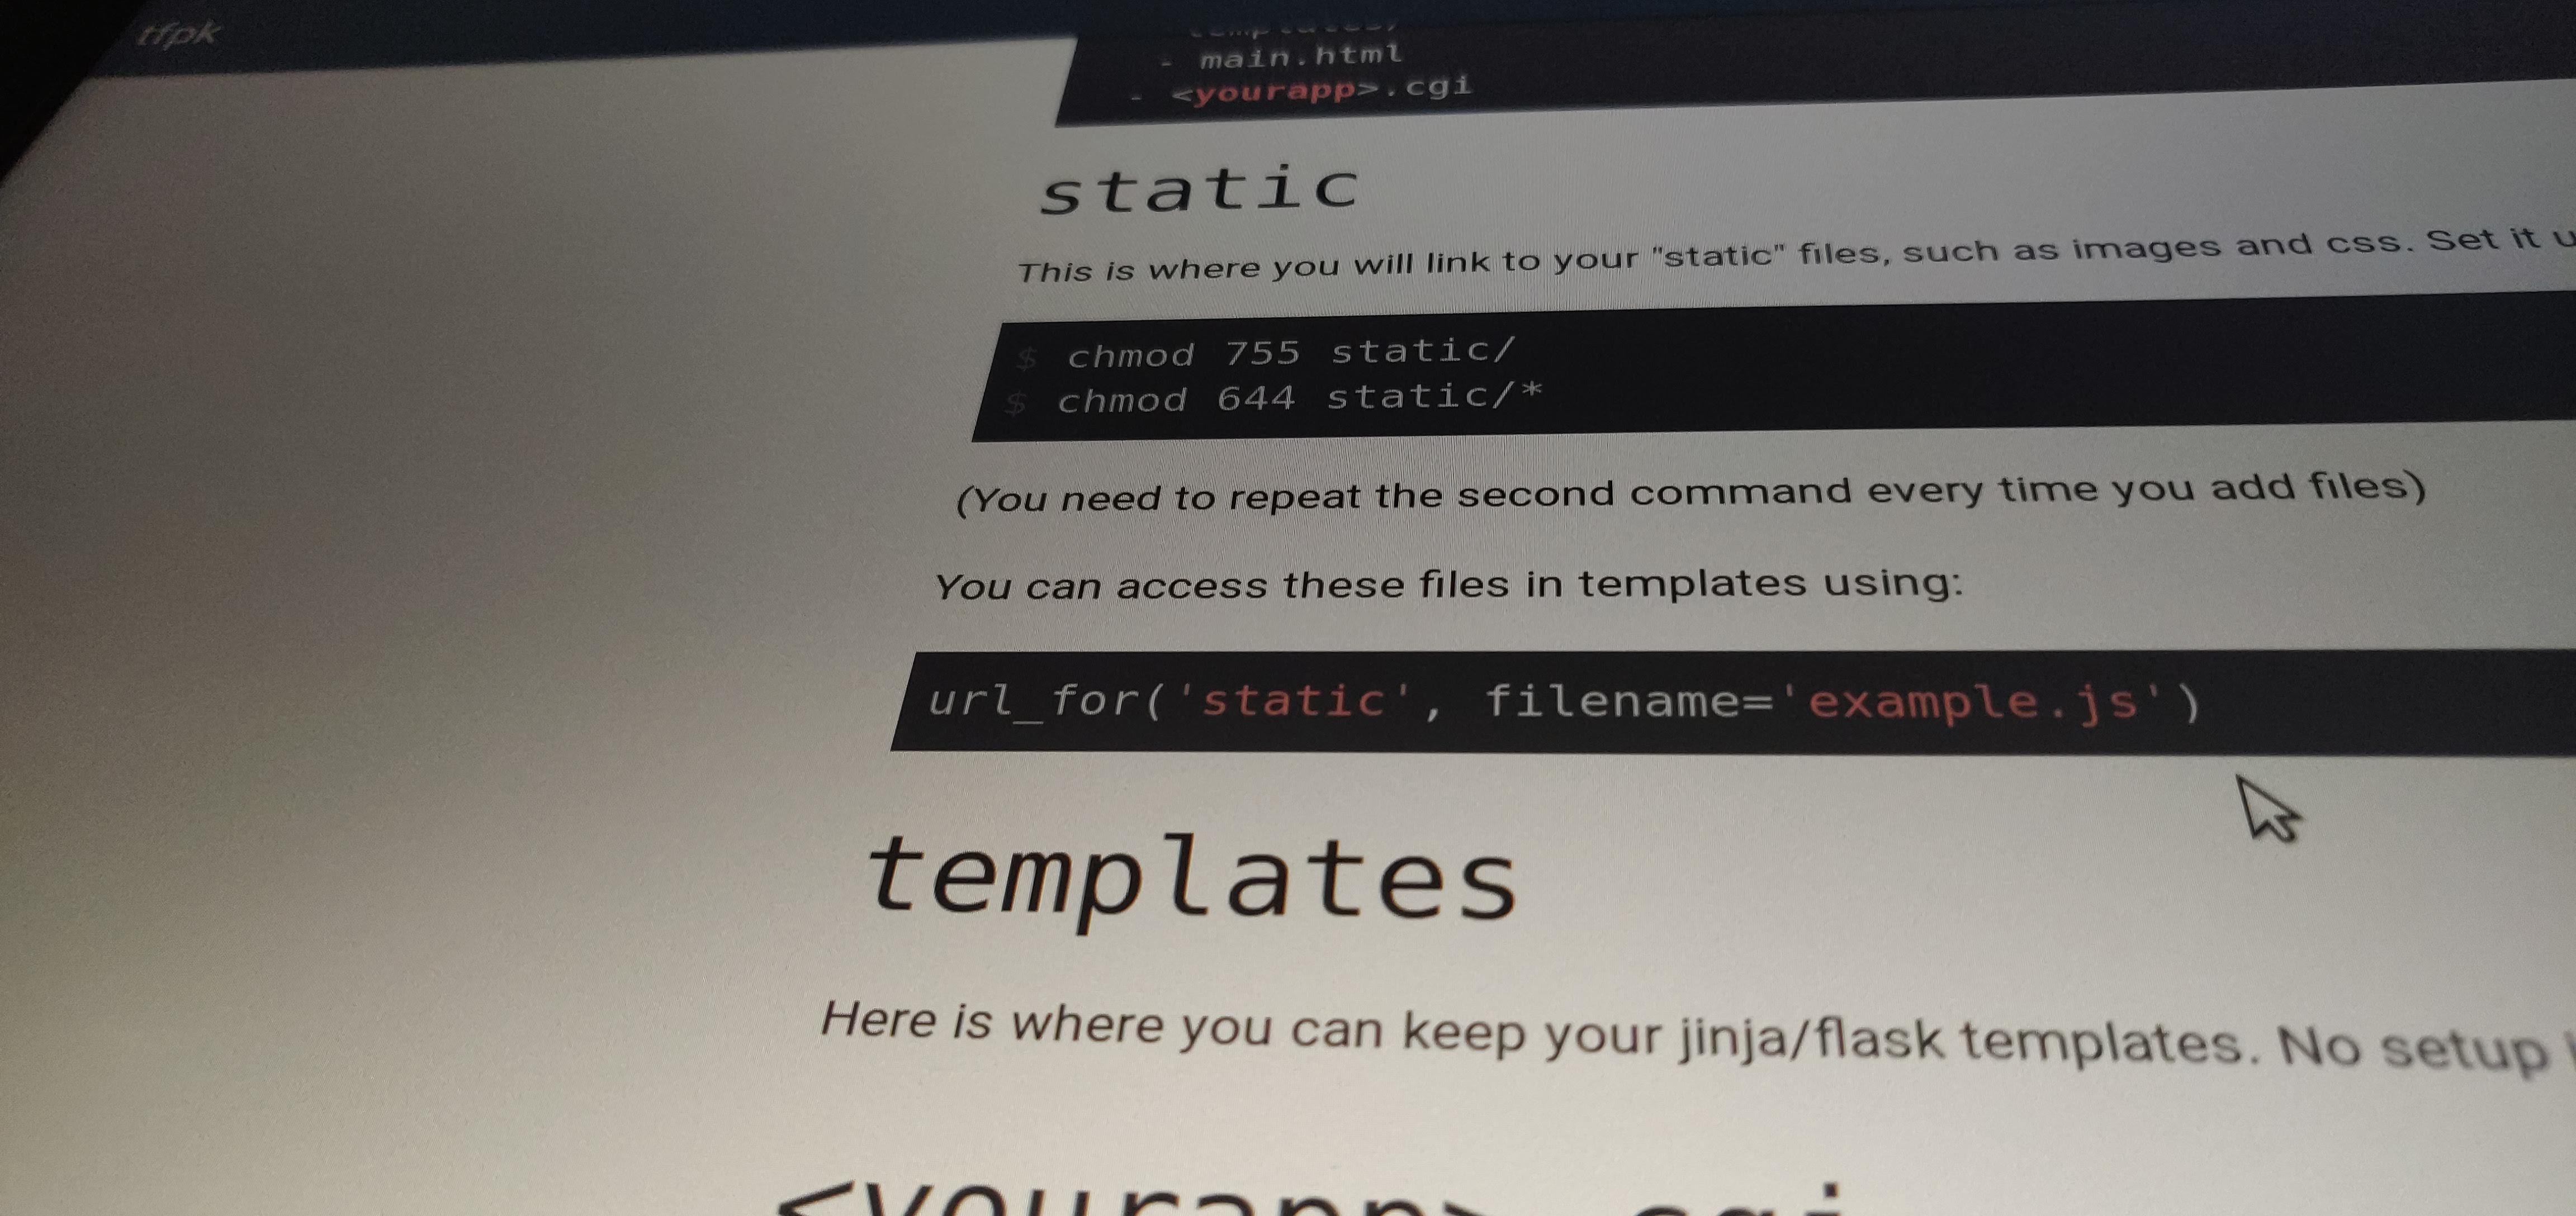 tfpk
- main.html
- <yourapp>.cgi
static
This is where you will link to your "static" files, such as images and css. Set it
$ chmod 755 static/
$ chmod 644 static/*
(You need to repeat the second command every time you add files)
You can access these files in templates using:
url_for('static', filename='example.js')
templates
Here is where you can keep your jinja/flask templates. No setup
<yourapp>.cgi